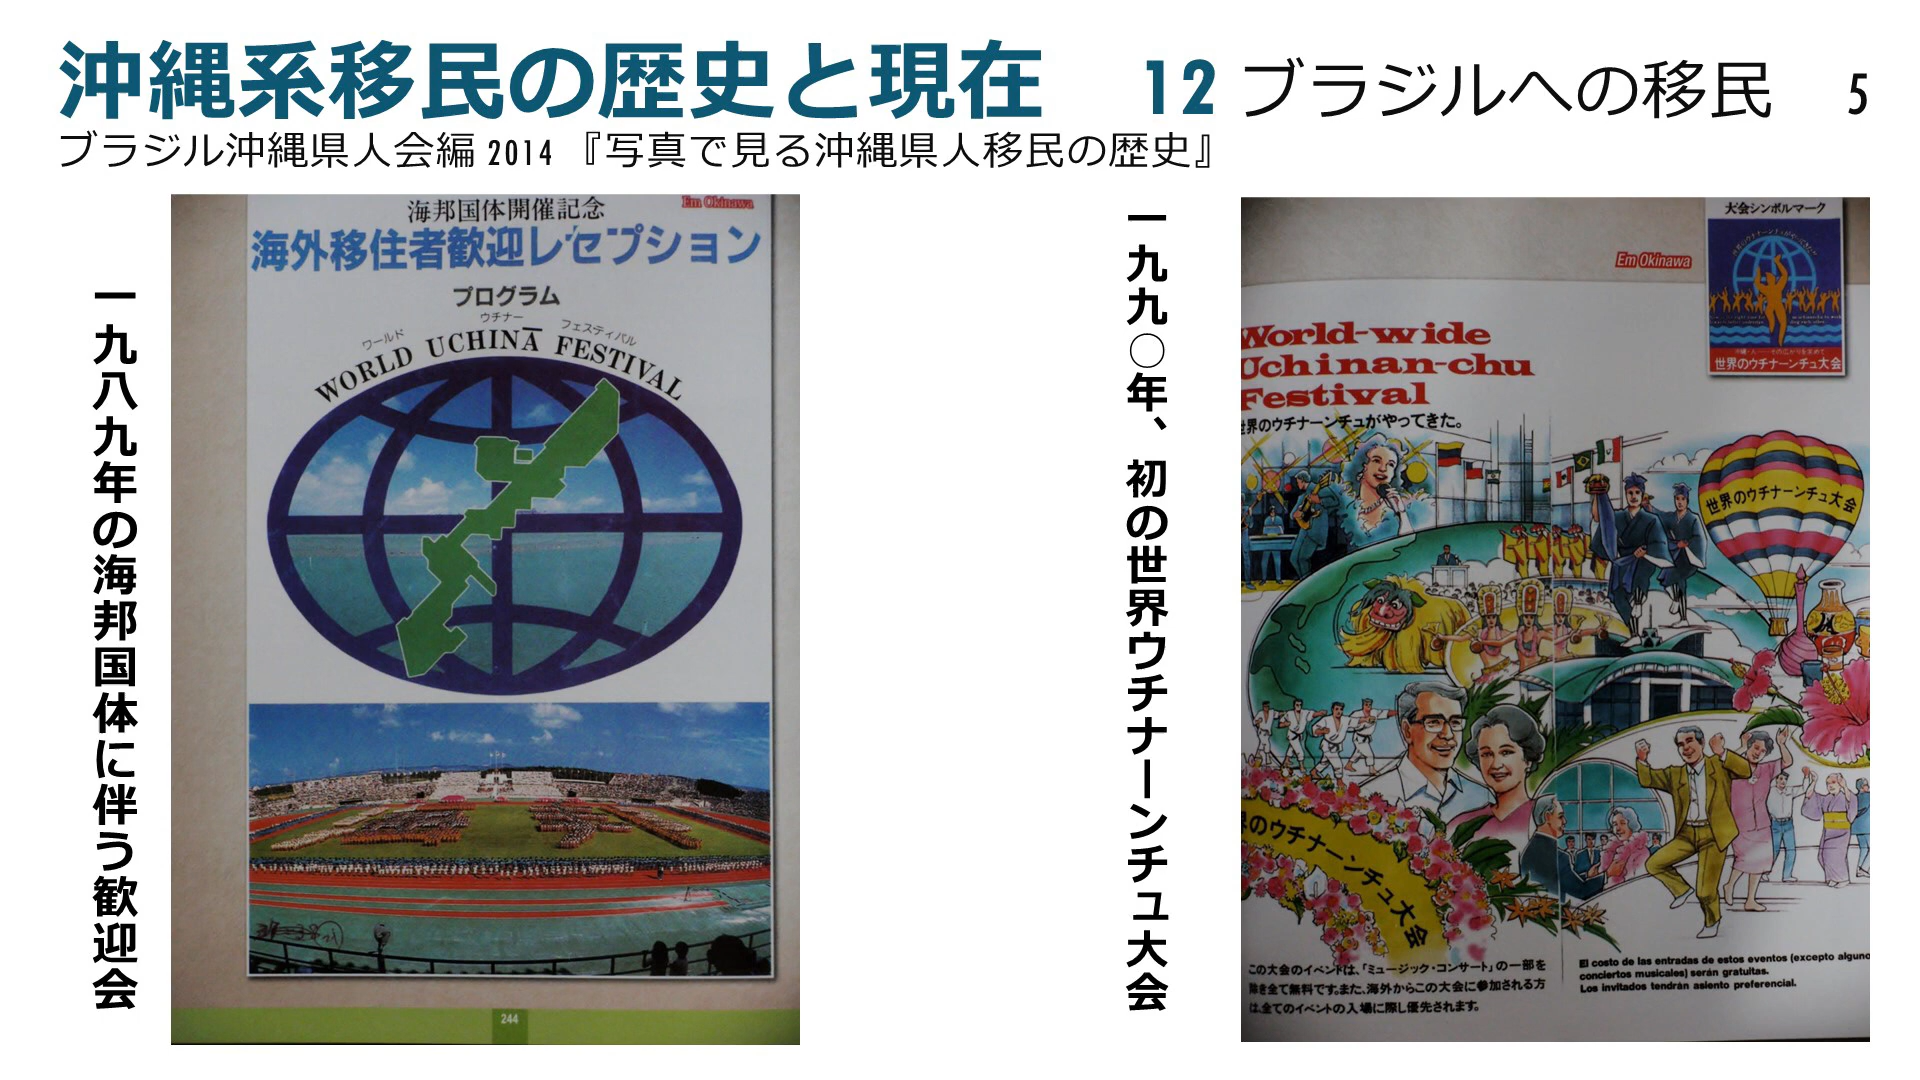 沖縄系移民の歴史と現在　12 ブラジルへの移民　5
ブラジル沖縄県人会編 2014 『写真で見る沖縄県人移民の歴史』
一九八九年の海邦国体に伴う歓迎会
Em Okinawa
海邦国体開催記念
海外移住者歓迎レセプション
プログラム
ワールド ウチナー フェスティバル
WORLD UCHINĀ FESTIVAL
244
一九九〇年、初の世界ウチナーンチュ大会
大会シンボルマーク
Em Okinawa
世界のウチナーンチュ大会
World-wide
Uchinan-chu
Festival
世界のウチナーンチュがやってきた。
世界のウチナーンチュ大会
のウチナーンチュ大会
この大会のイベントは、「ミュージック・コンサート」の一部を
除き全て無料です。また、海外からこの大会に参加される方
は、全てのイベントの入場に際し優先されます。
El costo de las entradas de estos eventos (excepto alguno
conciertos musicales) serán gratuitas.
Los invitados tendrán asiento preferencial.